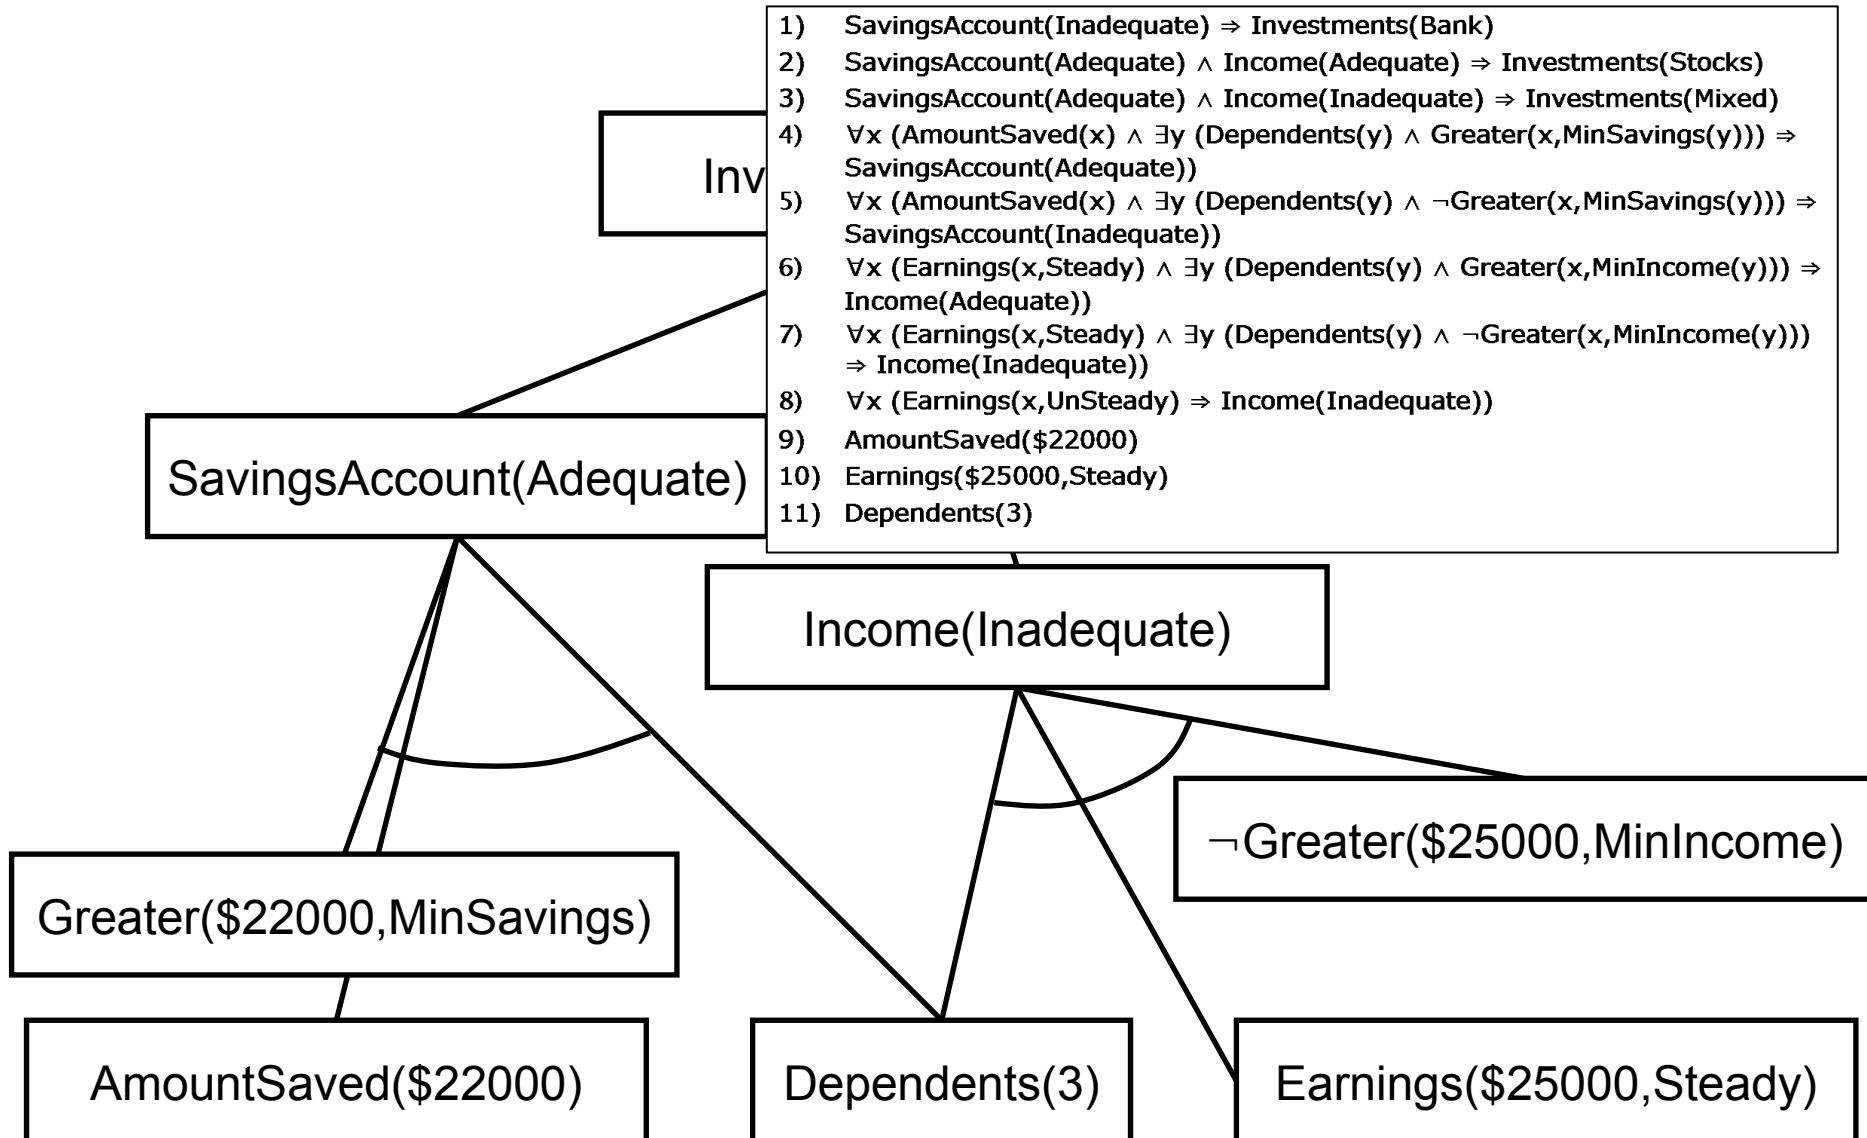 1) SavingsAccount(Inadequate) ⇒ Investments(Bank)
2) SavingsAccount(Adequate) ∧ Income(Adequate) ⇒ Investments(Stocks)
3) SavingsAccount(Adequate) ∧ Income(Inadequate) ⇒ Investments(Mixed)
4) ∀x (AmountSaved(x) ∧ ∃y (Dependents(y) ∧ Greater(x,MinSavings(y))) ⇒
SavingsAccount(Adequate))
5) ∀x (AmountSaved(x) ∧ ∃y (Dependents(y) ∧ ¬Greater(x,MinSavings(y))) ⇒
SavingsAccount(Inadequate))
6) ∀x (Earnings(x,Steady) ∧ ∃y (Dependents(y) ∧ Greater(x,MinIncome(y))) ⇒
Income(Adequate))
7) ∀x (Earnings(x,Steady) ∧ ∃y (Dependents(y) ∧ ¬Greater(x,MinIncome(y)))
⇒ Income(Inadequate))
8) ∀x (Earnings(x,UnSteady) ⇒ Income(Inadequate))
9) AmountSaved($22000)
10) Earnings($25000,Steady)
11) Dependents(3)
Inv
SavingsAccount(Adequate)
Income(Inadequate)
¬Greater($25000,MinIncome)
Greater($22000,MinSavings)
AmountSaved($22000)
Dependents(3)
Earnings($25000,Steady)